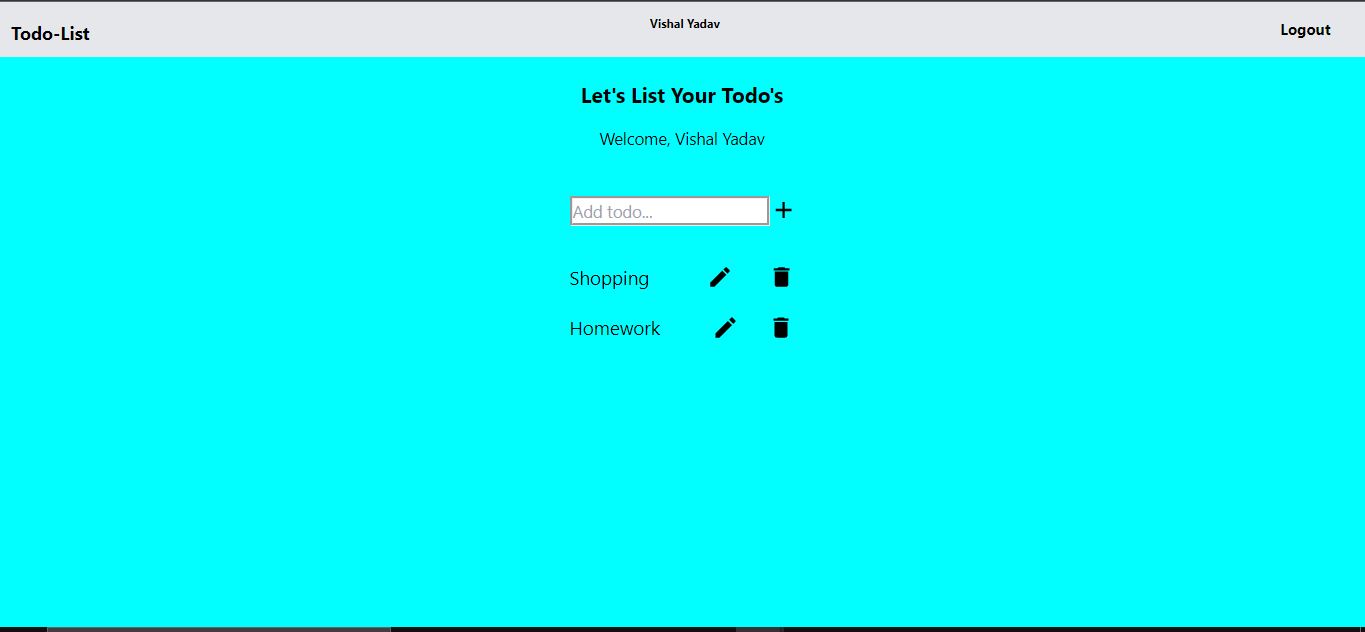 Todo-List
Vishal Yadav
Logout
Let's List Your Todo's
Welcome, Vishal Yadav
Add todo...
Shopping
Homework